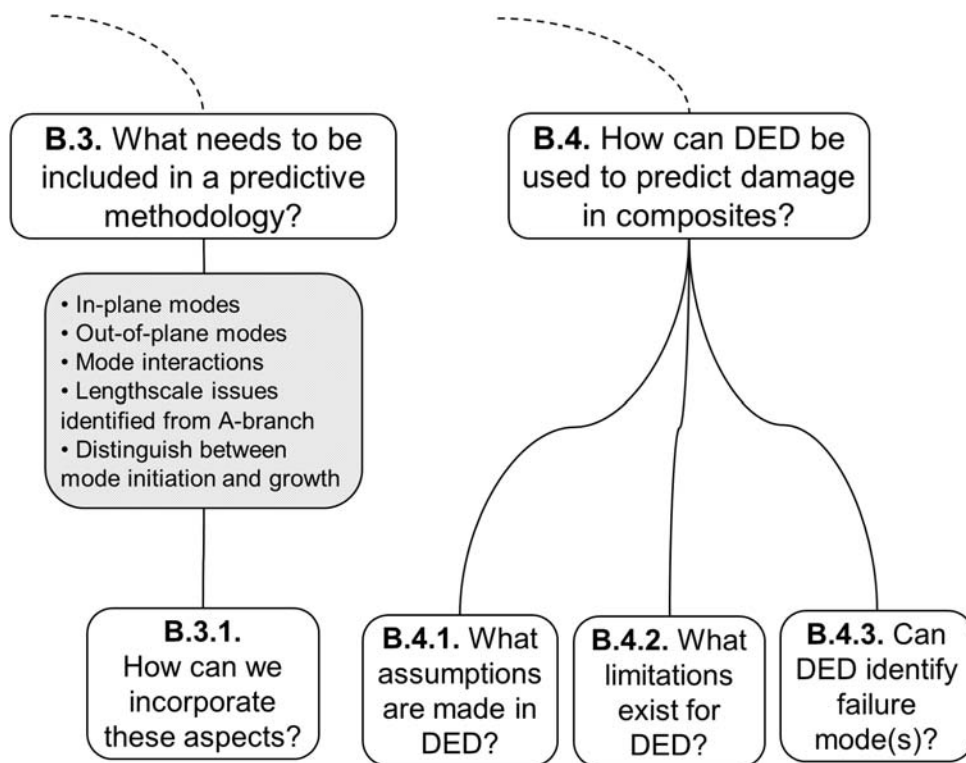 B.3. What needs to be
included in a predictive
methodology?
• In-plane modes
• Out-of-plane modes
• Mode interactions
• Lengthscale issues
identified from A-branch
• Distinguish between
mode initiation and growth
B.3.1.
How can we
incorporate
these aspects?
B.4. How can DED be
used to predict damage
in composites?
B.4.1. What
assumptions
are made in
DED?
B.4.2. What
limitations
exist for
DED?
B.4.3. Can
DED identify
failure
mode(s)?